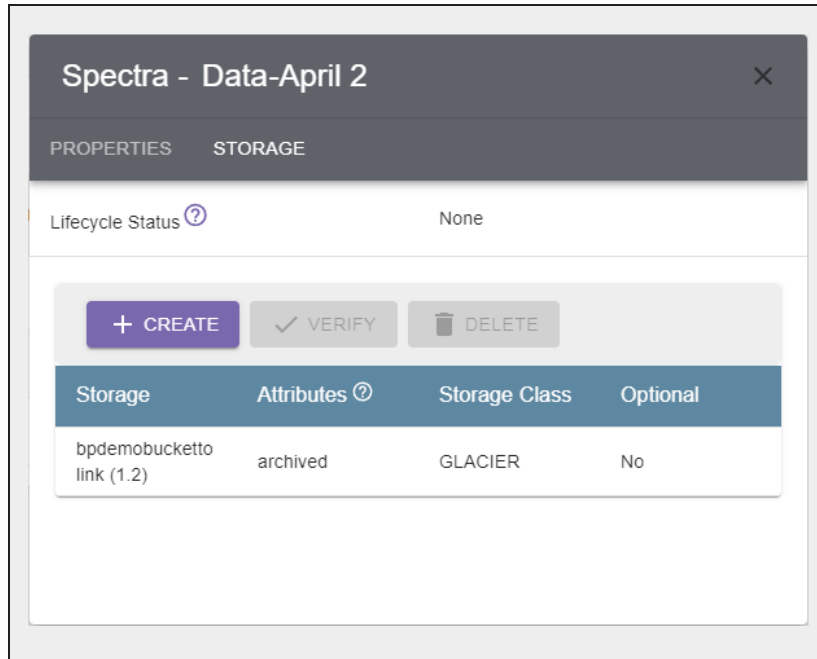 Spectra - Data-April 2
PROPERTIES STORAGE
Lifecycle Status None
CREATE VERIFY DELETE
Storage Attributes Storage Class Optional
bpdemobucketto
link (1.2) archived GLACIER No